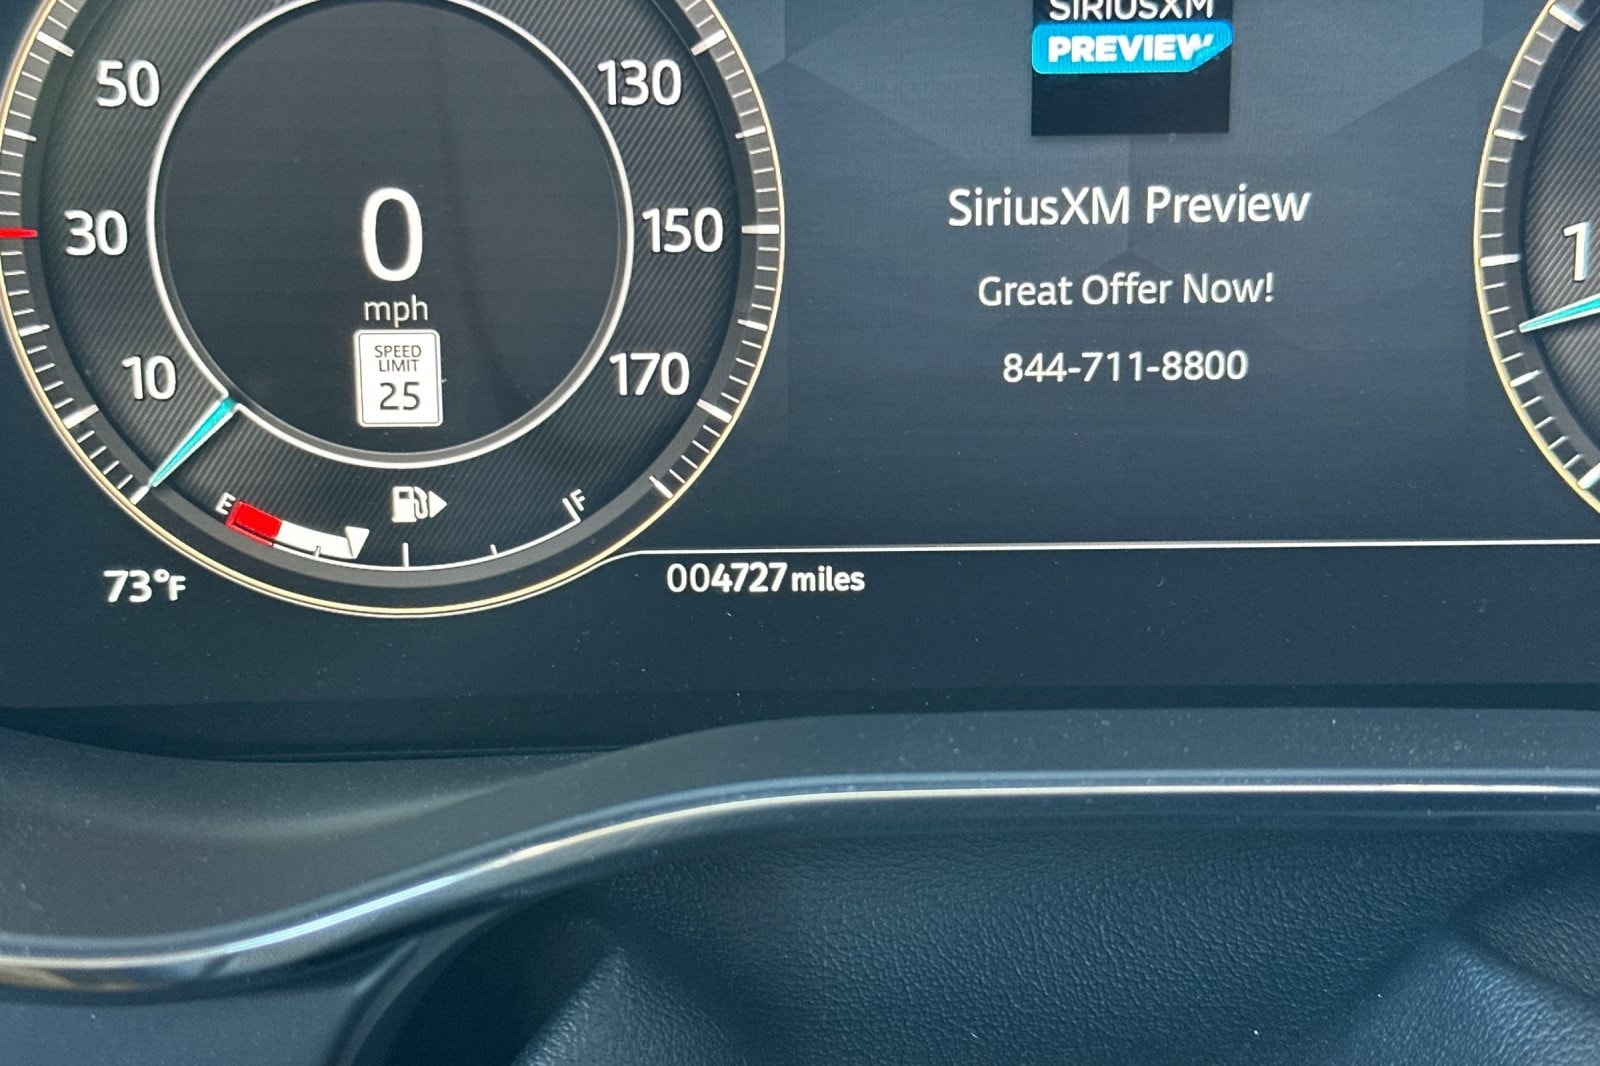 50
130
30
150
10
170
0
mph
SPEED
LIMIT
25
E
F
73°F
004727 miles
SIRIUSXM
PREVIEW
SiriusXM Preview
Great Offer Now!
844-711-8800
1